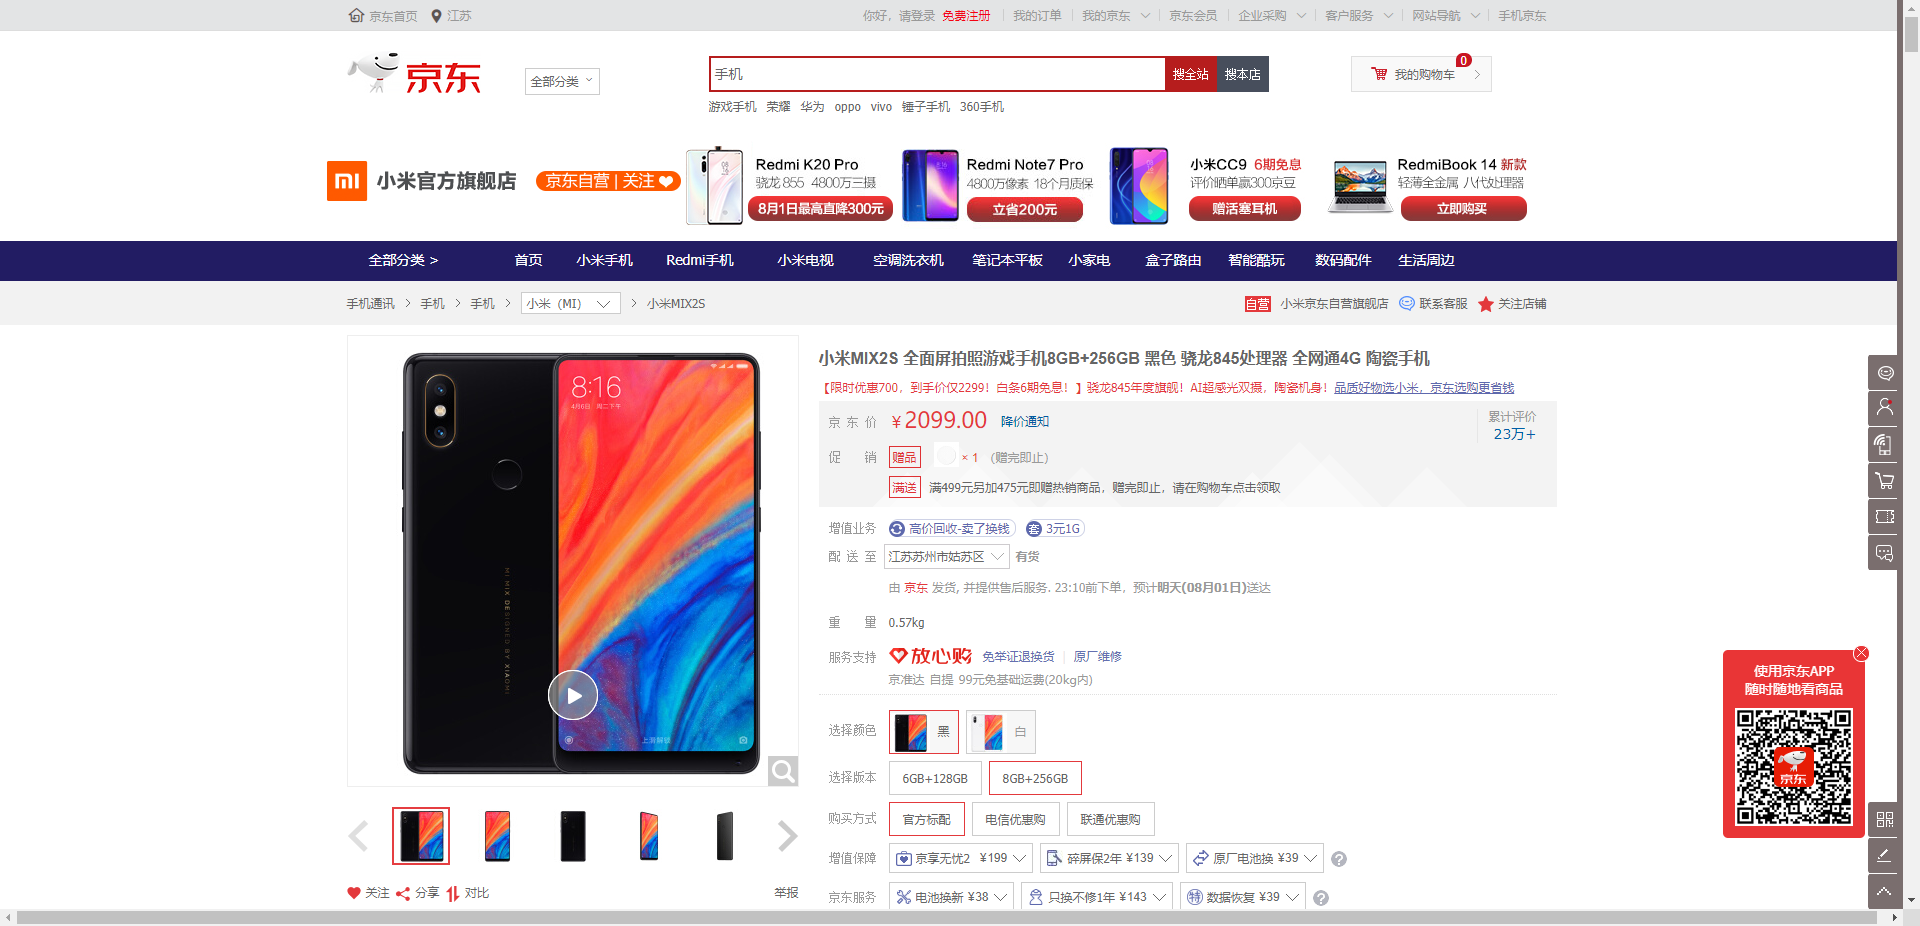 京东首页 江苏 你好，请登录 免费注册 我的订单 我的京东 京东会员 企业采购 客户服务 网站导航 手机京东
京东 全部分类 手机 搜全站 搜本店 0 我的购物车
游戏手机 荣耀 华为 oppo vivo 锤子手机 360手机
mi 小米官方旗舰店 京东自营 | 关注
Redmi K20 Pro
骁龙 855 4800万三摄
8月1日最高直降300元
Redmi Note7 Pro
4800万像素 18个月质保
立省200元
小米CC9 6期免息
评价晒单赢300京豆
赠活塞耳机
RedmiBook 14 新款
轻薄全金属 八代处理器
立即购买
全部分类 > 首页 小米手机 Redmi手机 小米电视 空调洗衣机 笔记本平板 小家电 盒子路由 智能酷玩 数码配件 生活周边
手机通讯 > 手机 > 手机 > 小米（MI） > 小米MIX2S 自营 小米京东自营旗舰店 联系客服 关注店铺
8:16
4月6日 周二下午
MI MIX DESIGNED BY XIAOMI
上滑解锁
小米MIX2S 全面屏拍照游戏手机8GB+256GB 黑色 骁龙845处理器 全网通4G 陶瓷手机
【限时优惠700，到手价仅2299！白条6期免息！】骁龙845年度旗舰！AI超感光双摄，陶瓷机身！品质好物选小米，京东选购更省钱
京东价 ￥2099.00 降价通知 累计评价
23万+
促销 赠品 × 1 （赠完即止）
满送 满499元另加475元即赠热销商品，赠完即止，请在购物车点击领取
增值业务 高价回收-卖了换钱 套 3元1G
配送至 江苏苏州市姑苏区 有货
由 京东 发货, 并提供售后服务. 23:10前下单，预计明天(08月01日)送达
重量 0.57kg
服务支持 放心购 免举证退换货 | 原厂维修
京准达 自提 99元免基础运费(20kg内)
选择颜色 黑 白
选择版本 6GB+128GB 8GB+256GB
购买方式 官方标配 电信优惠购 联通优惠购
增值保障 京享无忧2 ¥199 碎屏保2年 ¥139 原厂电池换 ¥39 ?
京东服务 电池换新 ¥38 只换不修1年 ¥143 特 数据恢复 ¥39 ?
关注 分享 对比 举报
使用京东APP
随时随地看商品
京东